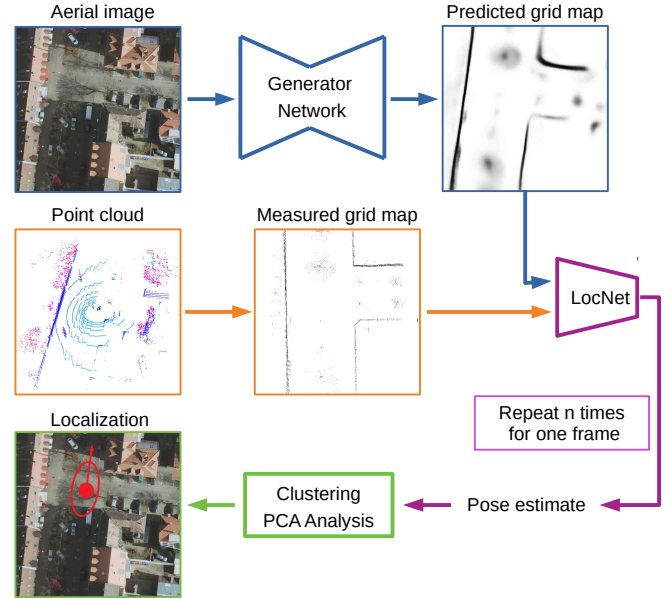 Aerial image
Predicted grid map
Generator
Network
Point cloud
Measured grid map
LocNet
Repeat n times
for one frame
Localization
Clustering
PCA Analysis
Pose estimate